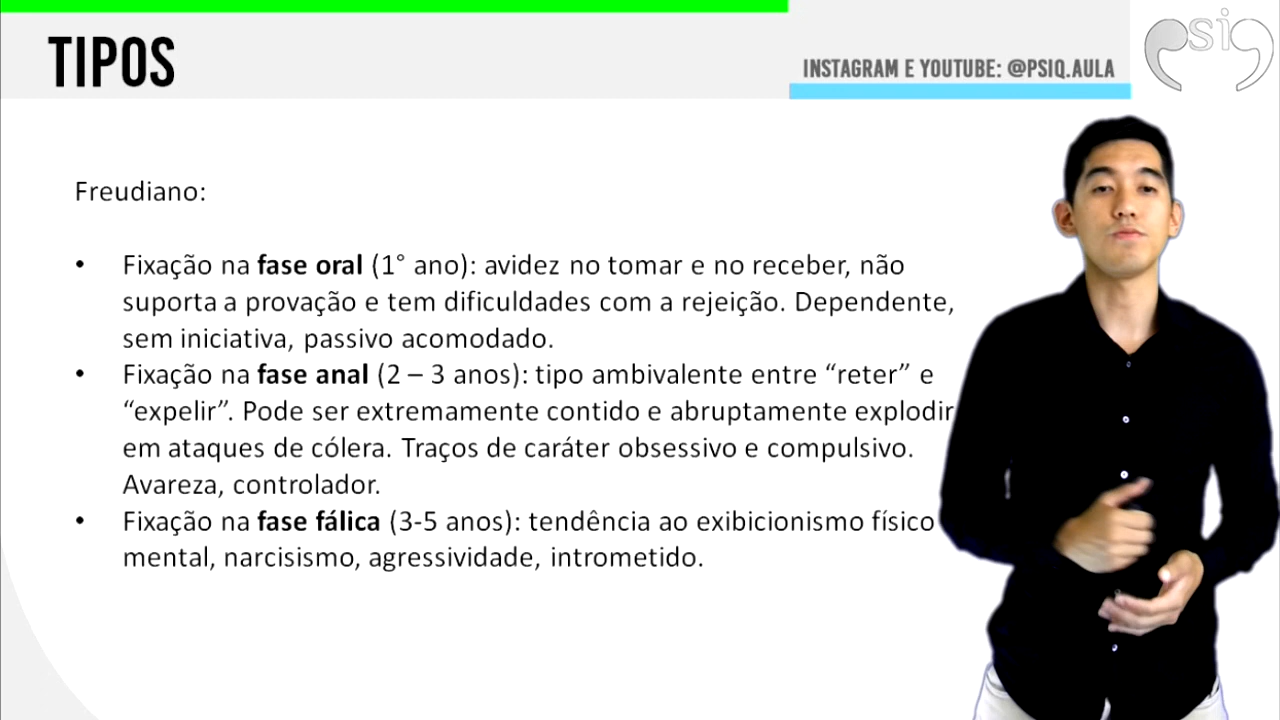 TIPOS
INSTAGRAM E YOUTUBE: @PSIQ.AULA
psiq
Freudiano:
• Fixação na fase oral (1° ano): avidez no tomar e no receber, não
suporta a provação e tem dificuldades com a rejeição. Dependente,
sem iniciativa, passivo acomodado.
• Fixação na fase anal (2 – 3 anos): tipo ambivalente entre “reter” e
“expelir”. Pode ser extremamente contido e abruptamente explodir
em ataques de cólera. Traços de caráter obsessivo e compulsivo.
Avareza, controlador.
• Fixação na fase fálica (3-5 anos): tendência ao exibicionismo físico
mental, narcisismo, agressividade, intrometido.